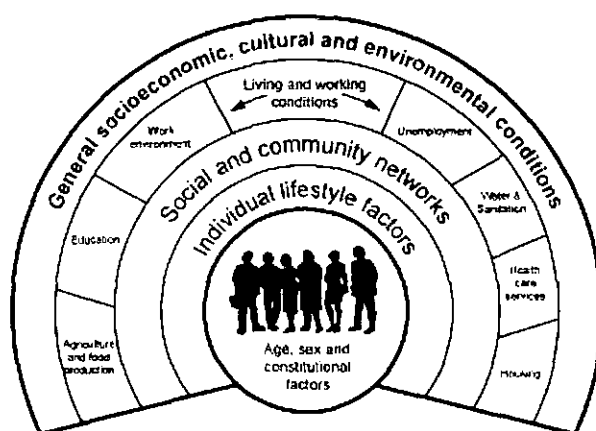 General socioeconomic, cultural and environmental conditions
Living and working
conditions
Work
environment
Unemployment
Social and community networks
Water &
Sanitation
Individual lifestyle factors
Education
Health
care
services
Agriculture
and food
production
Housing
Age, sex and
constitutional
factors